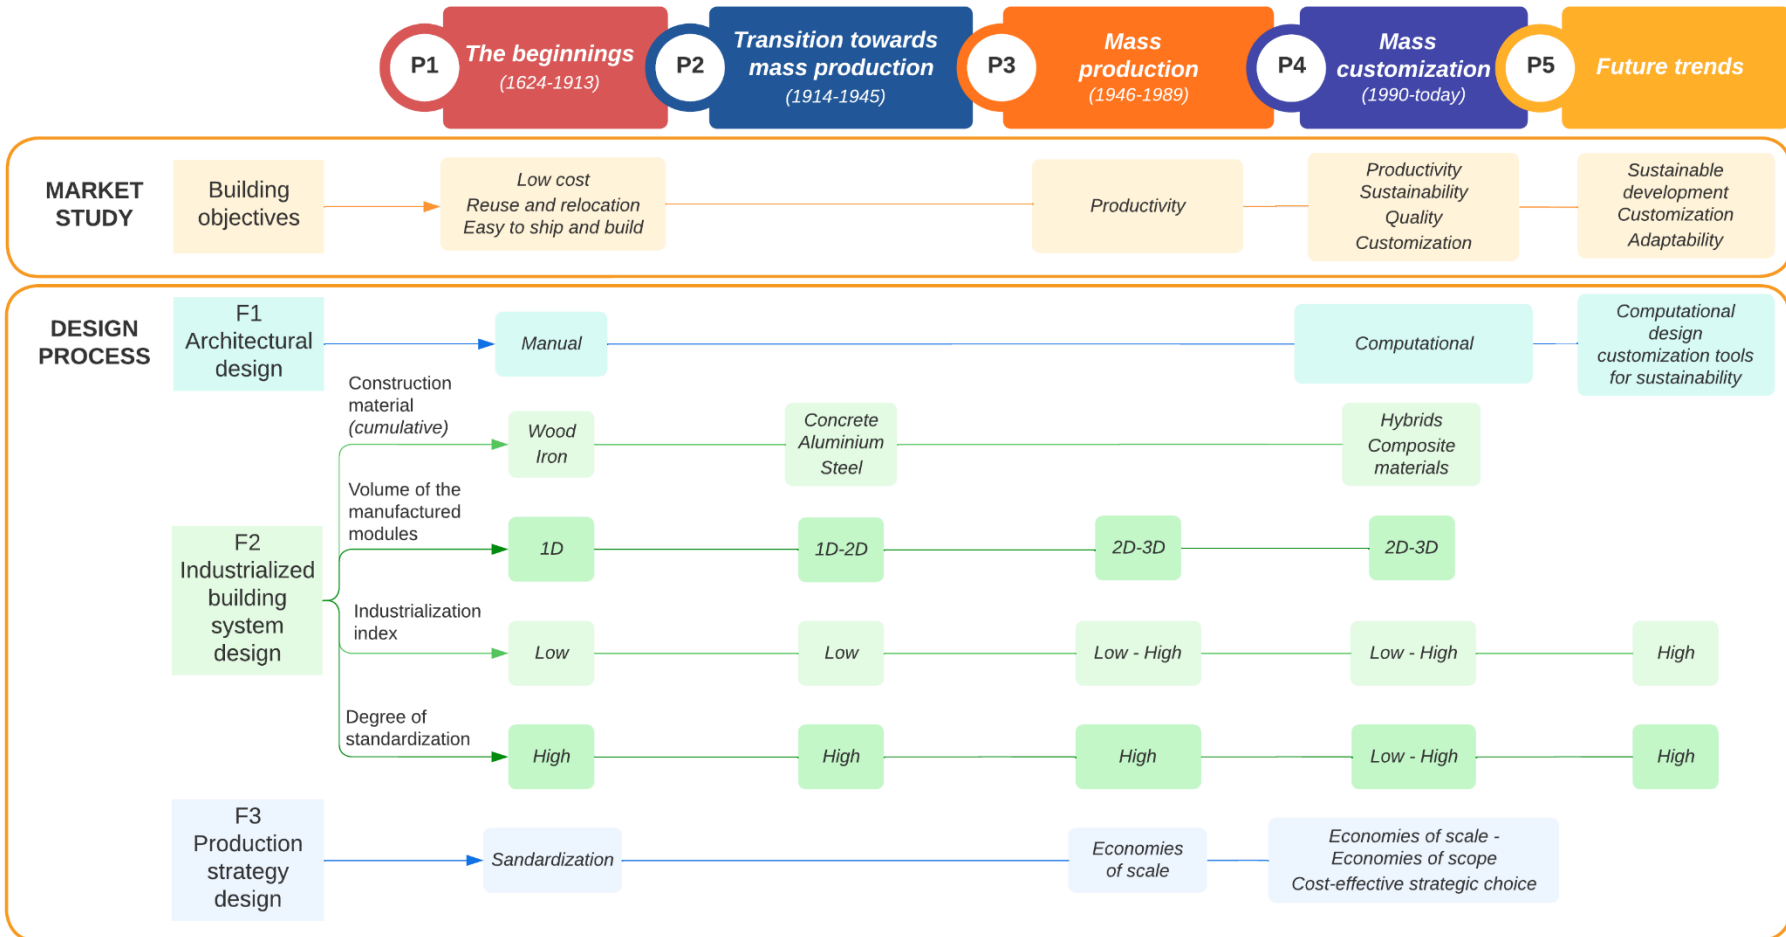 P1
The beginnings
(1624-1913)
P2
Transition towards
mass production
(1914-1945)
P3
Mass
production
(1946-1989)
P4
Mass
customization
(1990-today)
P5
Future trends
MARKET
STUDY
Building
objectives
Low cost
Reuse and relocation
Easy to ship and build
Productivity
Productivity
Sustainability
Quality
Customization
Sustainable
development
Customization
Adaptability
DESIGN
PROCESS
F1
Architectural
design
Manual
Computational
Computational
design
customization tools
for sustainability
F2
Industrialized
building
system
design
Construction
material
(cumulative)
Wood
Iron
Concrete
Aluminium
Steel
Hybrids
Composite
materials
Volume of the
manufactured
modules
1D
1D-2D
2D-3D
2D-3D
Industrialization
index
Low
Low
Low - High
Low - High
High
Degree of
standardization
High
High
High
Low - High
High
F3
Production
strategy
design
Sandardization
Economies
of scale
Economies of scale -
Economies of scope
Cost-effective strategic choice